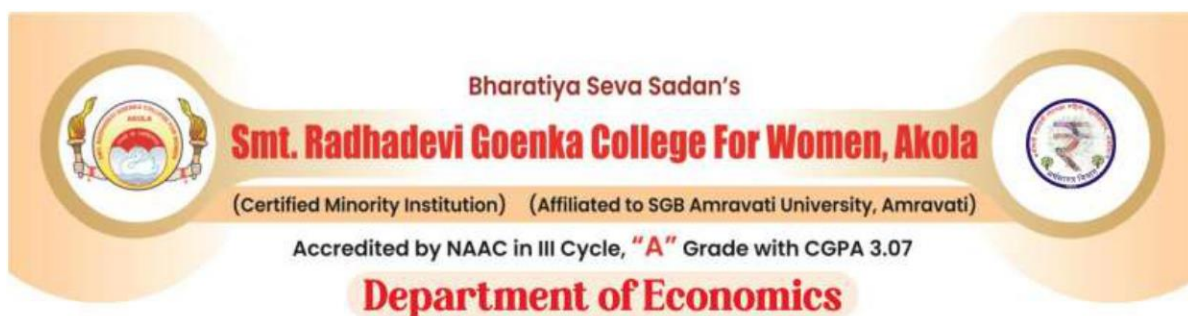 Bharatiya Seva Sadan's
Smt. Radhadevi Goenka College For Women, Akola
(Certified Minority Institution) (Affiliated to SGB Amravati University, Amravati)
Accredited by NAAC in III Cycle, "A" Grade with CGPA 3.07
Department of Economics